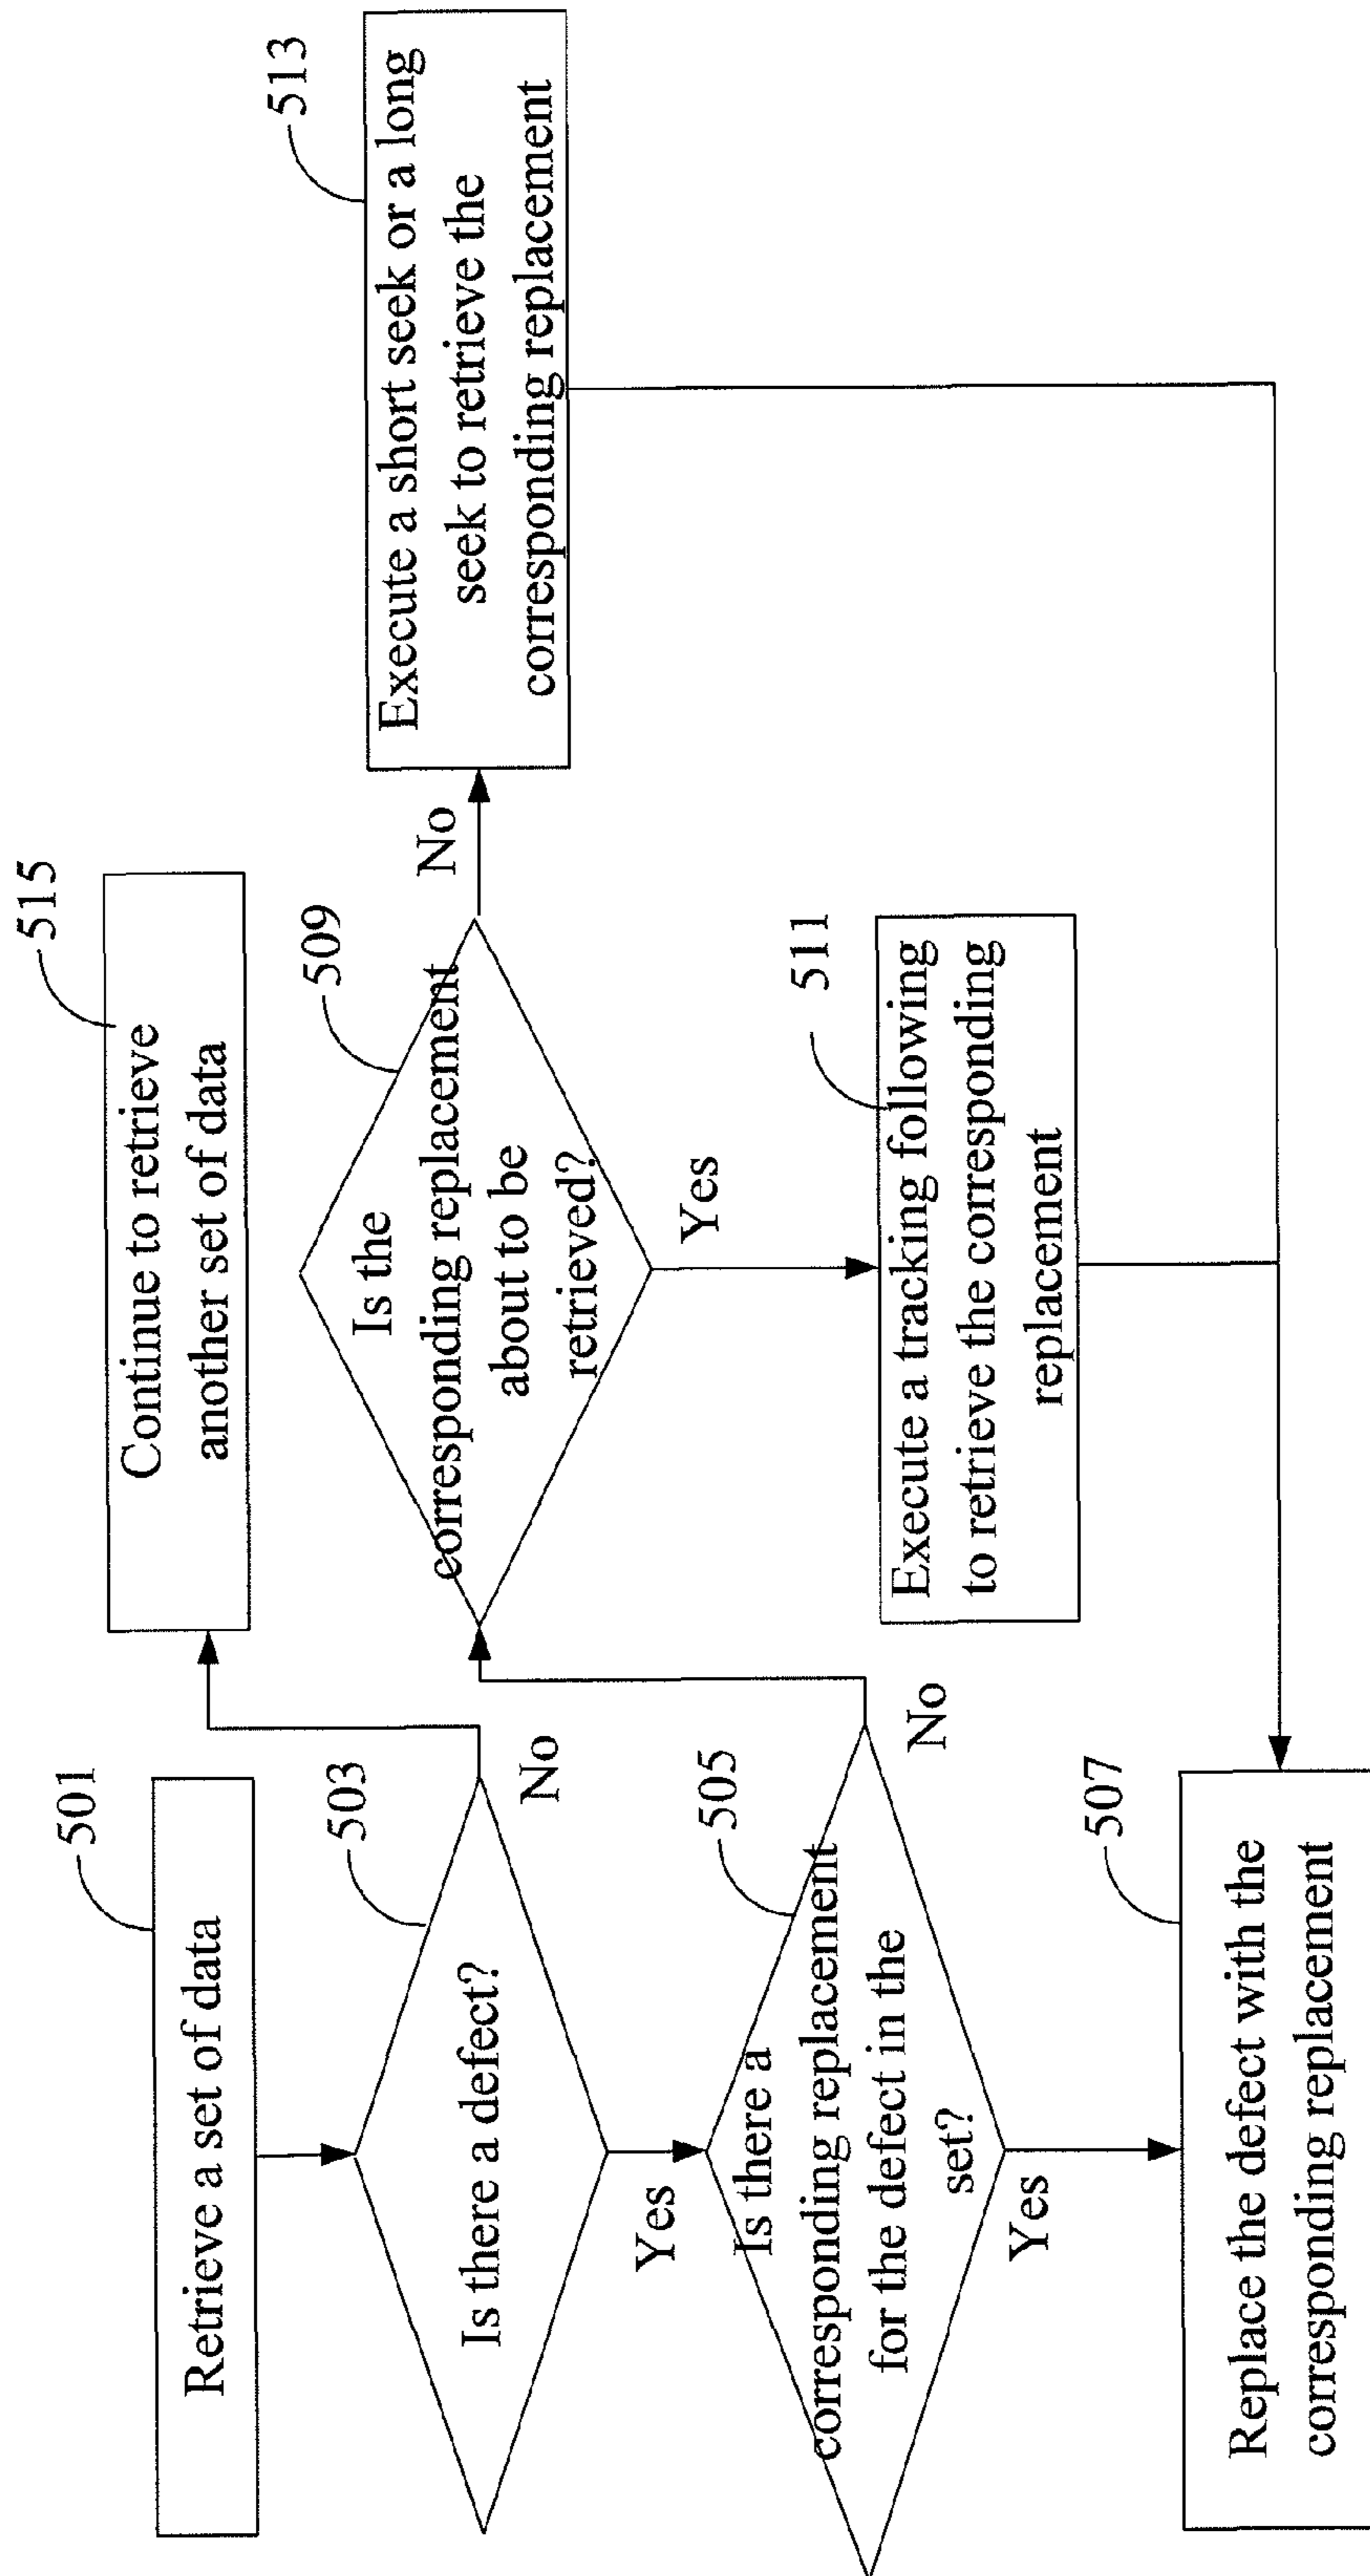 501
Retrieve a set of data
503
Is there a defect?
No
Yes
515
Continue to retrieve
another set of data
505
Is there a
corresponding replacement
for the defect in the
set?
No
Yes
509
Is the
corresponding replacement
about to be
retrieved?
No
Yes
513
Execute a short seek or a long
seek to retrieve the
corresponding replacement
511
Execute a tracking following
to retrieve the corresponding
replacement
507
Replace the defect with the
corresponding replacement